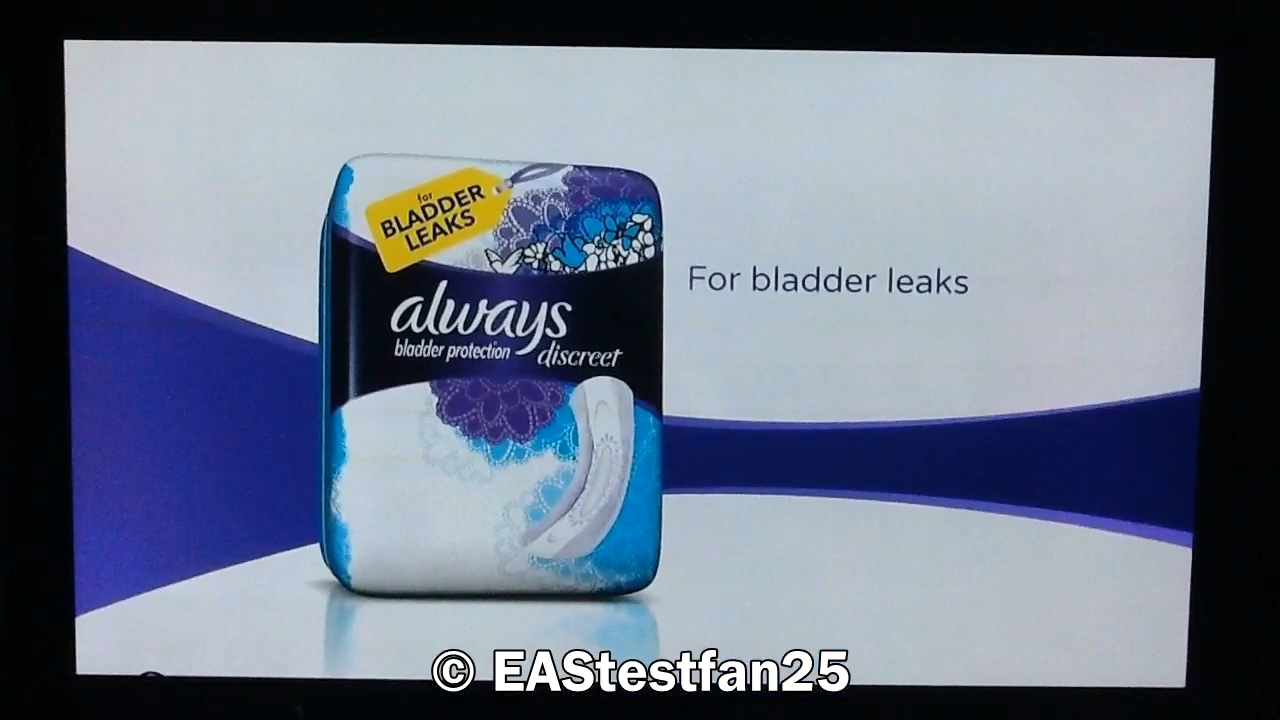 for
BLADDER
LEAKS
always
bladder protection
discreet
For bladder leaks
© EAStestfan25